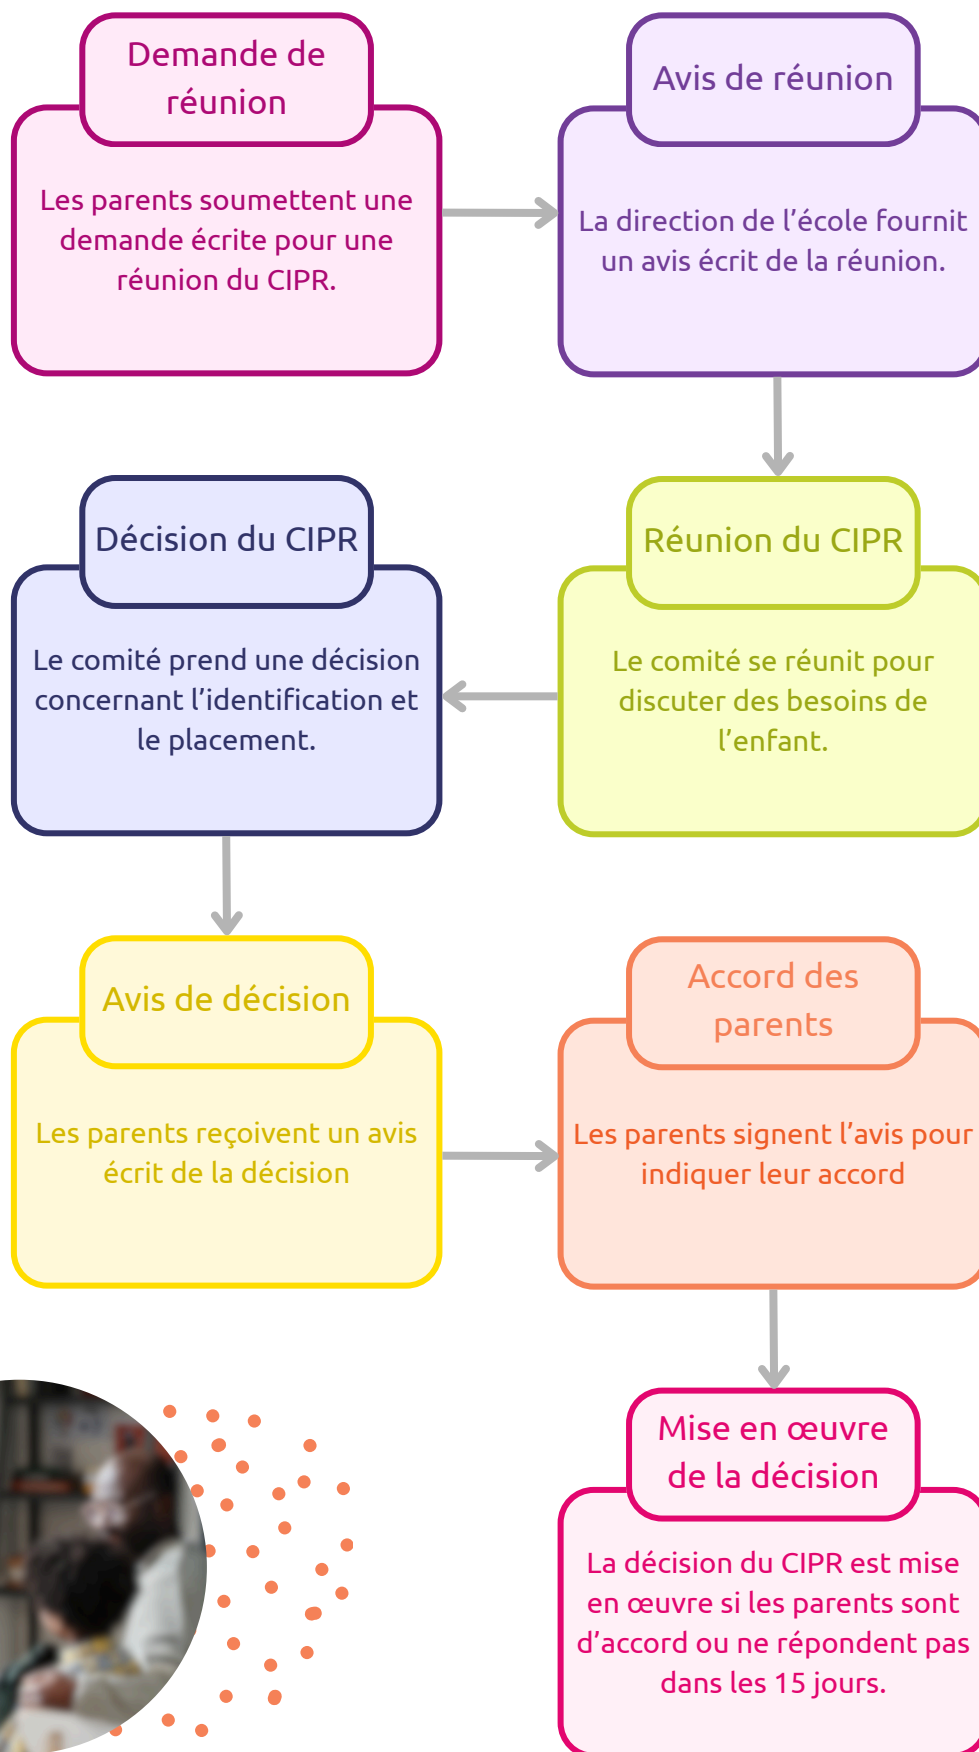 Demande de
réunion
Les parents soumettent une
demande écrite pour une
réunion du CIPR.
Avis de réunion
La direction de l’école fournit
un avis écrit de la réunion.
Réunion du CIPR
Le comité se réunit pour
discuter des besoins de
l’enfant.
Décision du CIPR
Le comité prend une décision
concernant l’identification et
le placement.
Avis de décision
Les parents reçoivent un avis
écrit de la décision
Accord des
parents
Les parents signent l’avis pour
indiquer leur accord
Mise en œuvre
de la décision
La décision du CIPR est mise
en œuvre si les parents sont
d’accord ou ne répondent pas
dans les 15 jours.